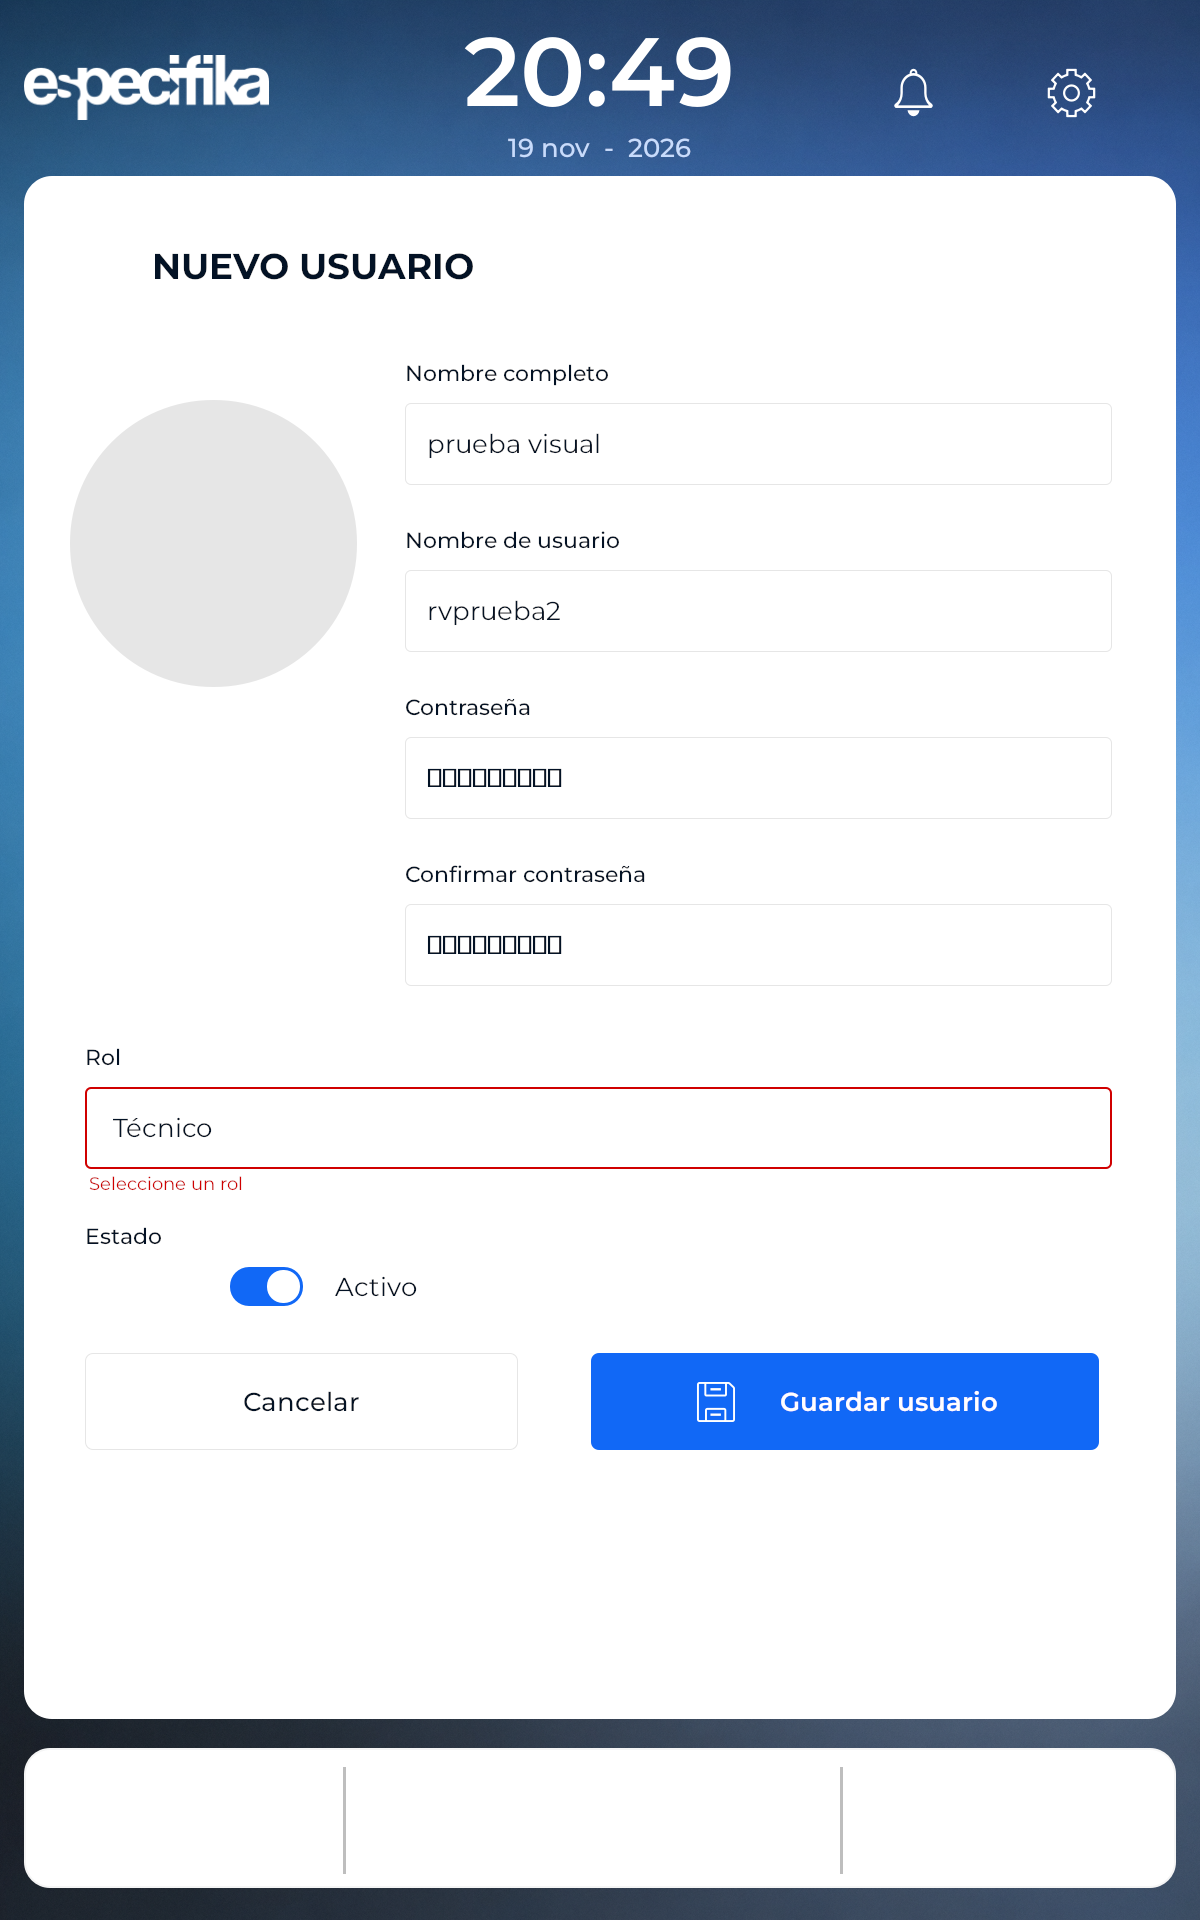 especifika
20:49
19 nov - 2026
NUEVO USUARIO
Nombre completo
prueba visual
Nombre de usuario
rvprueba2
Contraseña
▯▯▯▯▯▯▯▯▯
Confirmar contraseña
▯▯▯▯▯▯▯▯▯
Rol
Técnico
Seleccione un rol
Estado
Activo
Cancelar
Guardar usuario